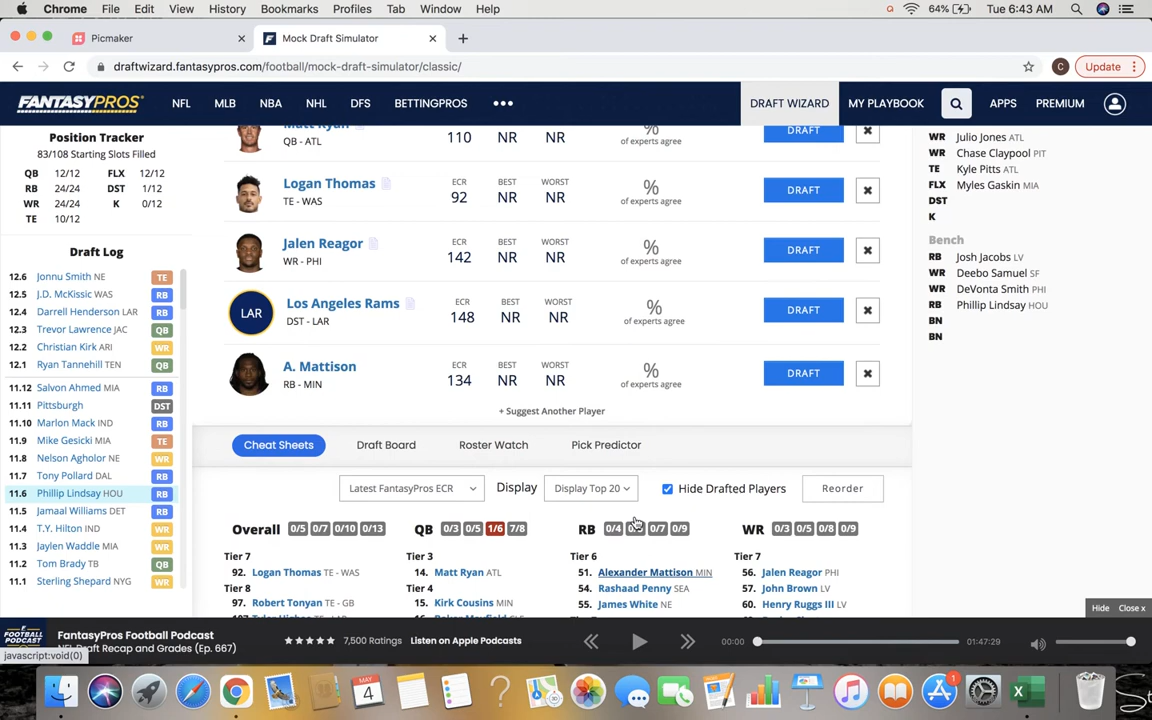 Chrome File Edit View History Bookmarks Profiles Tab Window Help 64% Tue 6:43 AM
Picmaker Mock Draft Simulator
draftwizard.fantasypros.com/football/mock-draft-simulator/classic/ C Update
FANTASYPROS NFL MLB NBA NHL DFS BETTINGPROS ••• DRAFT WIZARD MY PLAYBOOK APPS PREMIUM
Position Tracker
83/108 Starting Slots Filled
QB 12/12 FLX 12/12
RB 24/24 DST 1/12
WR 24/24 K 0/12
TE 10/12
Draft Log
12.6 Jonnu Smith NE TE
12.5 J.D. McKissic WAS RB
12.4 Darrell Henderson LAR RB
12.3 Trevor Lawrence JAC QB
12.2 Christian Kirk ARI WR
12.1 Ryan Tannehill TEN QB
11.12 Salvon Ahmed MIA RB
11.11 Pittsburgh DST
11.10 Marlon Mack IND RB
11.9 Mike Gesicki MIA TE
11.8 Nelson Agholor NE WR
11.7 Tony Pollard DAL RB
11.6 Phillip Lindsay HOU RB
11.5 Jamaal Williams DET RB
11.4 T.Y. Hilton IND WR
11.3 Jaylen Waddle MIA WR
11.2 Tom Brady TB QB
11.1 Sterling Shepard NYG WR
Matt Ryan
QB - ATL 110 NR NR % of experts agree DRAFT
Logan Thomas
TE - WAS
ECR BEST WORST
92 NR NR
% of experts agree DRAFT
Jalen Reagor
WR - PHI
ECR BEST WORST
142 NR NR
% of experts agree DRAFT
LAR
Los Angeles Rams
DST - LAR
ECR BEST WORST
148 NR NR
% of experts agree DRAFT
A. Mattison
RB - MIN
ECR BEST WORST
134 NR NR
% of experts agree DRAFT
+ Suggest Another Player
Cheat Sheets Draft Board Roster Watch Pick Predictor
Latest FantasyPros ECR Display Display Top 20 Hide Drafted Players Reorder
Overall 0/5 0/7 0/10 0/13 QB 0/3 0/5 1/6 7/8 RB 0/4 0/7 0/9 WR 0/3 0/5 0/8 0/9
Tier 7 Tier 3 Tier 6 Tier 7
92. Logan Thomas TE - WAS 14. Matt Ryan ATL 51. Alexander Mattison MIN 56. Jalen Reagor PHI
Tier 8 Tier 4 54. Rashaad Penny SEA 57. John Brown LV
97. Robert Tonyan TE - GB 15. Kirk Cousins MIN 55. James White NE 60. Henry Ruggs III LV
WR Julio Jones ATL
WR Chase Claypool PIT
TE Kyle Pitts ATL
FLX Myles Gaskin MIA
DST
K
Bench
RB Josh Jacobs LV
WR Deebo Samuel SF
WR DeVonta Smith PHI
RB Phillip Lindsay HOU
BN
BN
Hide Close x
FANTASYPROS FOOTBALL PODCAST
FantasyPros Football Podcast
NFL Draft Recap and Grades (Ep. 667)
7,500 Ratings Listen on Apple Podcasts 00:00 01:47:29
javascript:void(0)
MAY 4
1